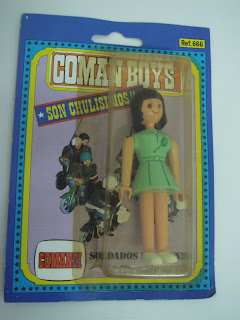 Ref. 666
COMAN BOYS
SON CHULISIMOS!!
COMANSI
SOLDADOS